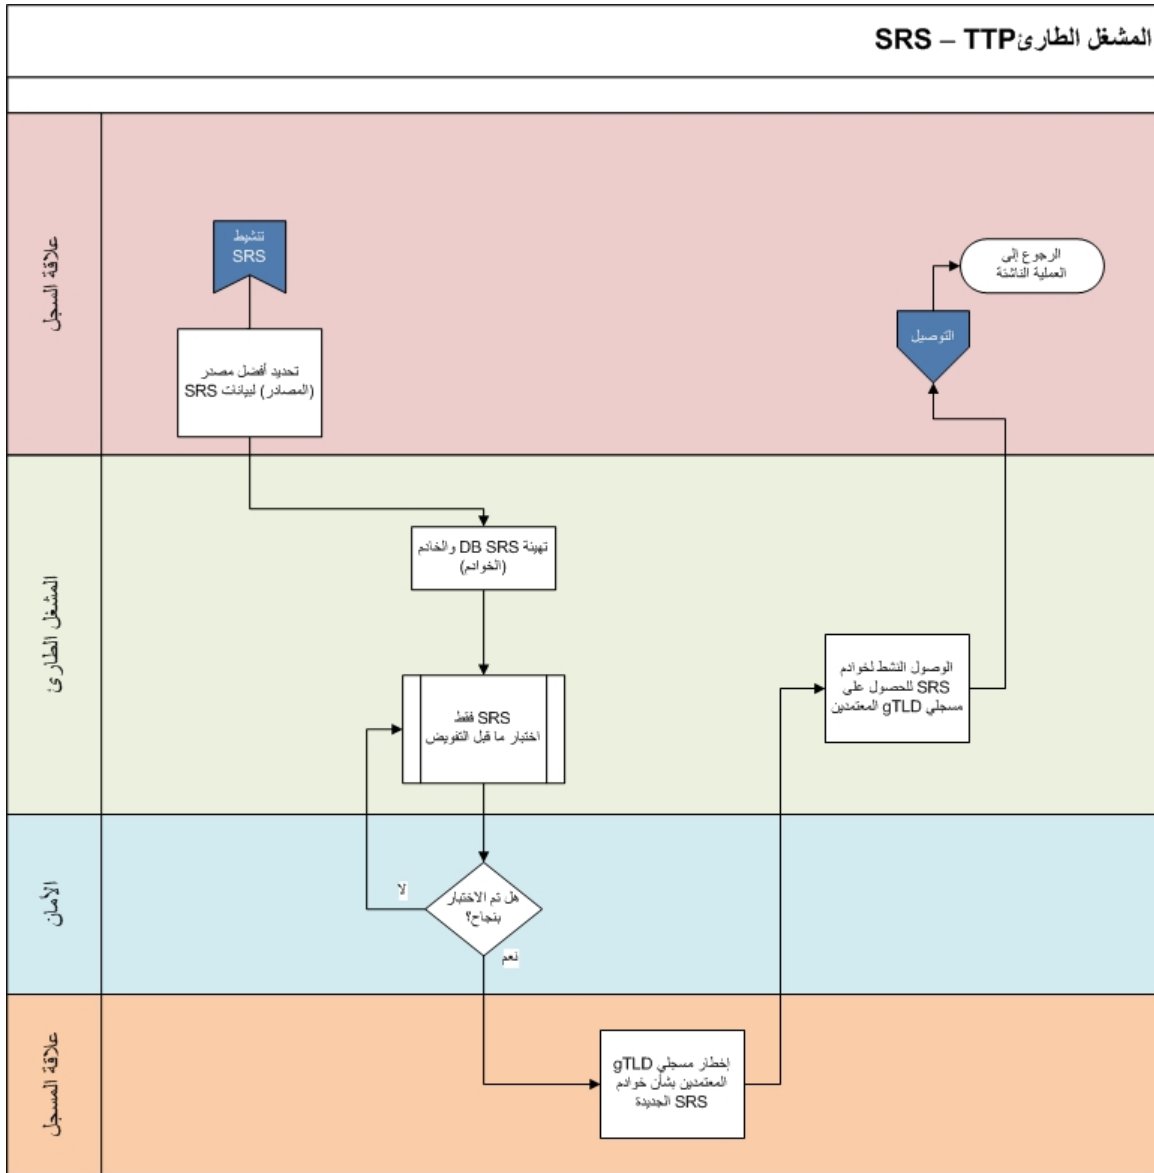 المشغل الطارئ SRS – TTP
علاقة السجل
تنشيط
SRS
تحديد أفضل مصدر
(المصادر) لبيانات SRS
الرجوع إلى
العملية الناشئة
التوصيل
المشغل الطارئ
تهيئة DB SRS والخادم
(الخوادم)
SRS فقط
اختبار ما قبل التفويض
الوصول النشط لخوادم
SRS للحصول على
مسجلي gTLD المعتمدين
الأمان
هل تم الاختبار
بنجاح؟
لا
نعم
علاقة المسجل
إخطار مسجلي gTLD
المعتمدين بشأن خوادم
SRS الجديدة